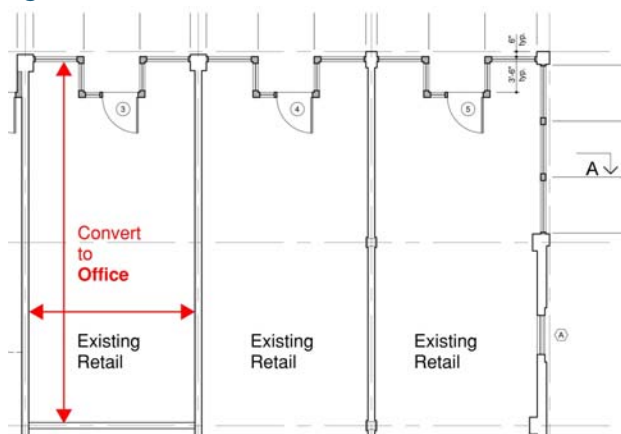 6"
typ.
3'-6"
typ.
3
4
5
A
Convert
to
Office
Existing
Retail
Existing
Retail
Existing
Retail
A